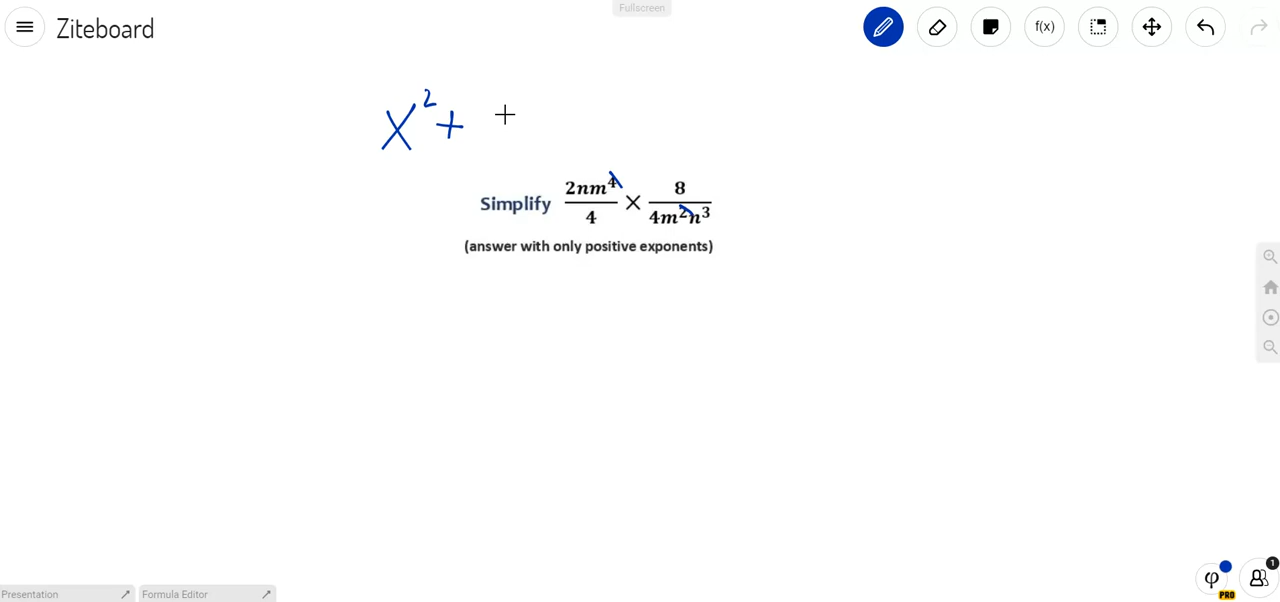 Fullscreen
Ziteboard
f(x)
x² +
Simplify 2nm⁴/4 × 8/4m²n³
(answer with only positive exponents)
Presentation
Formula Editor
φ
PRO
1